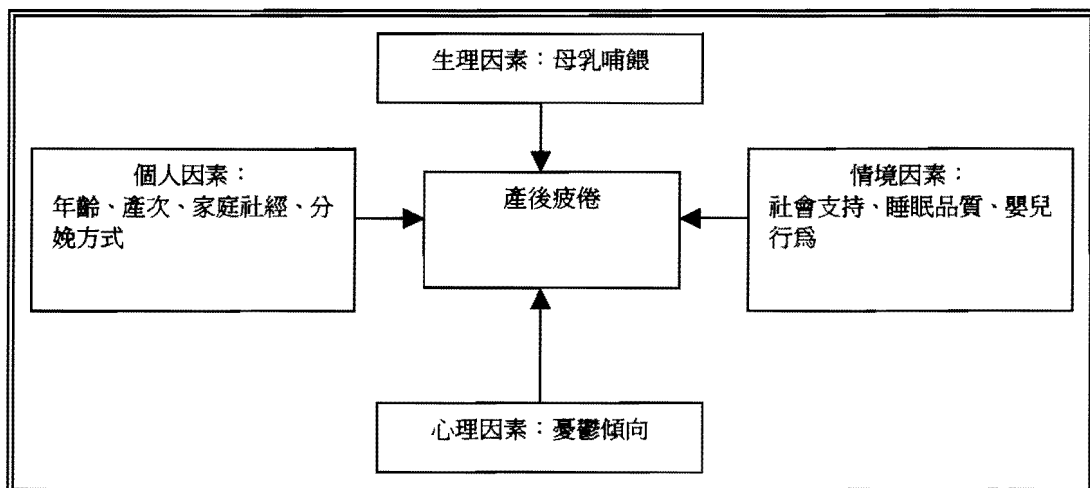 生理因素：母乳哺餵
個人因素：
年齡、產次、家庭社經、分
娩方式
產後疲倦
情境因素：
社會支持、睡眠品質、嬰兒
行爲
心理因素：憂鬱傾向